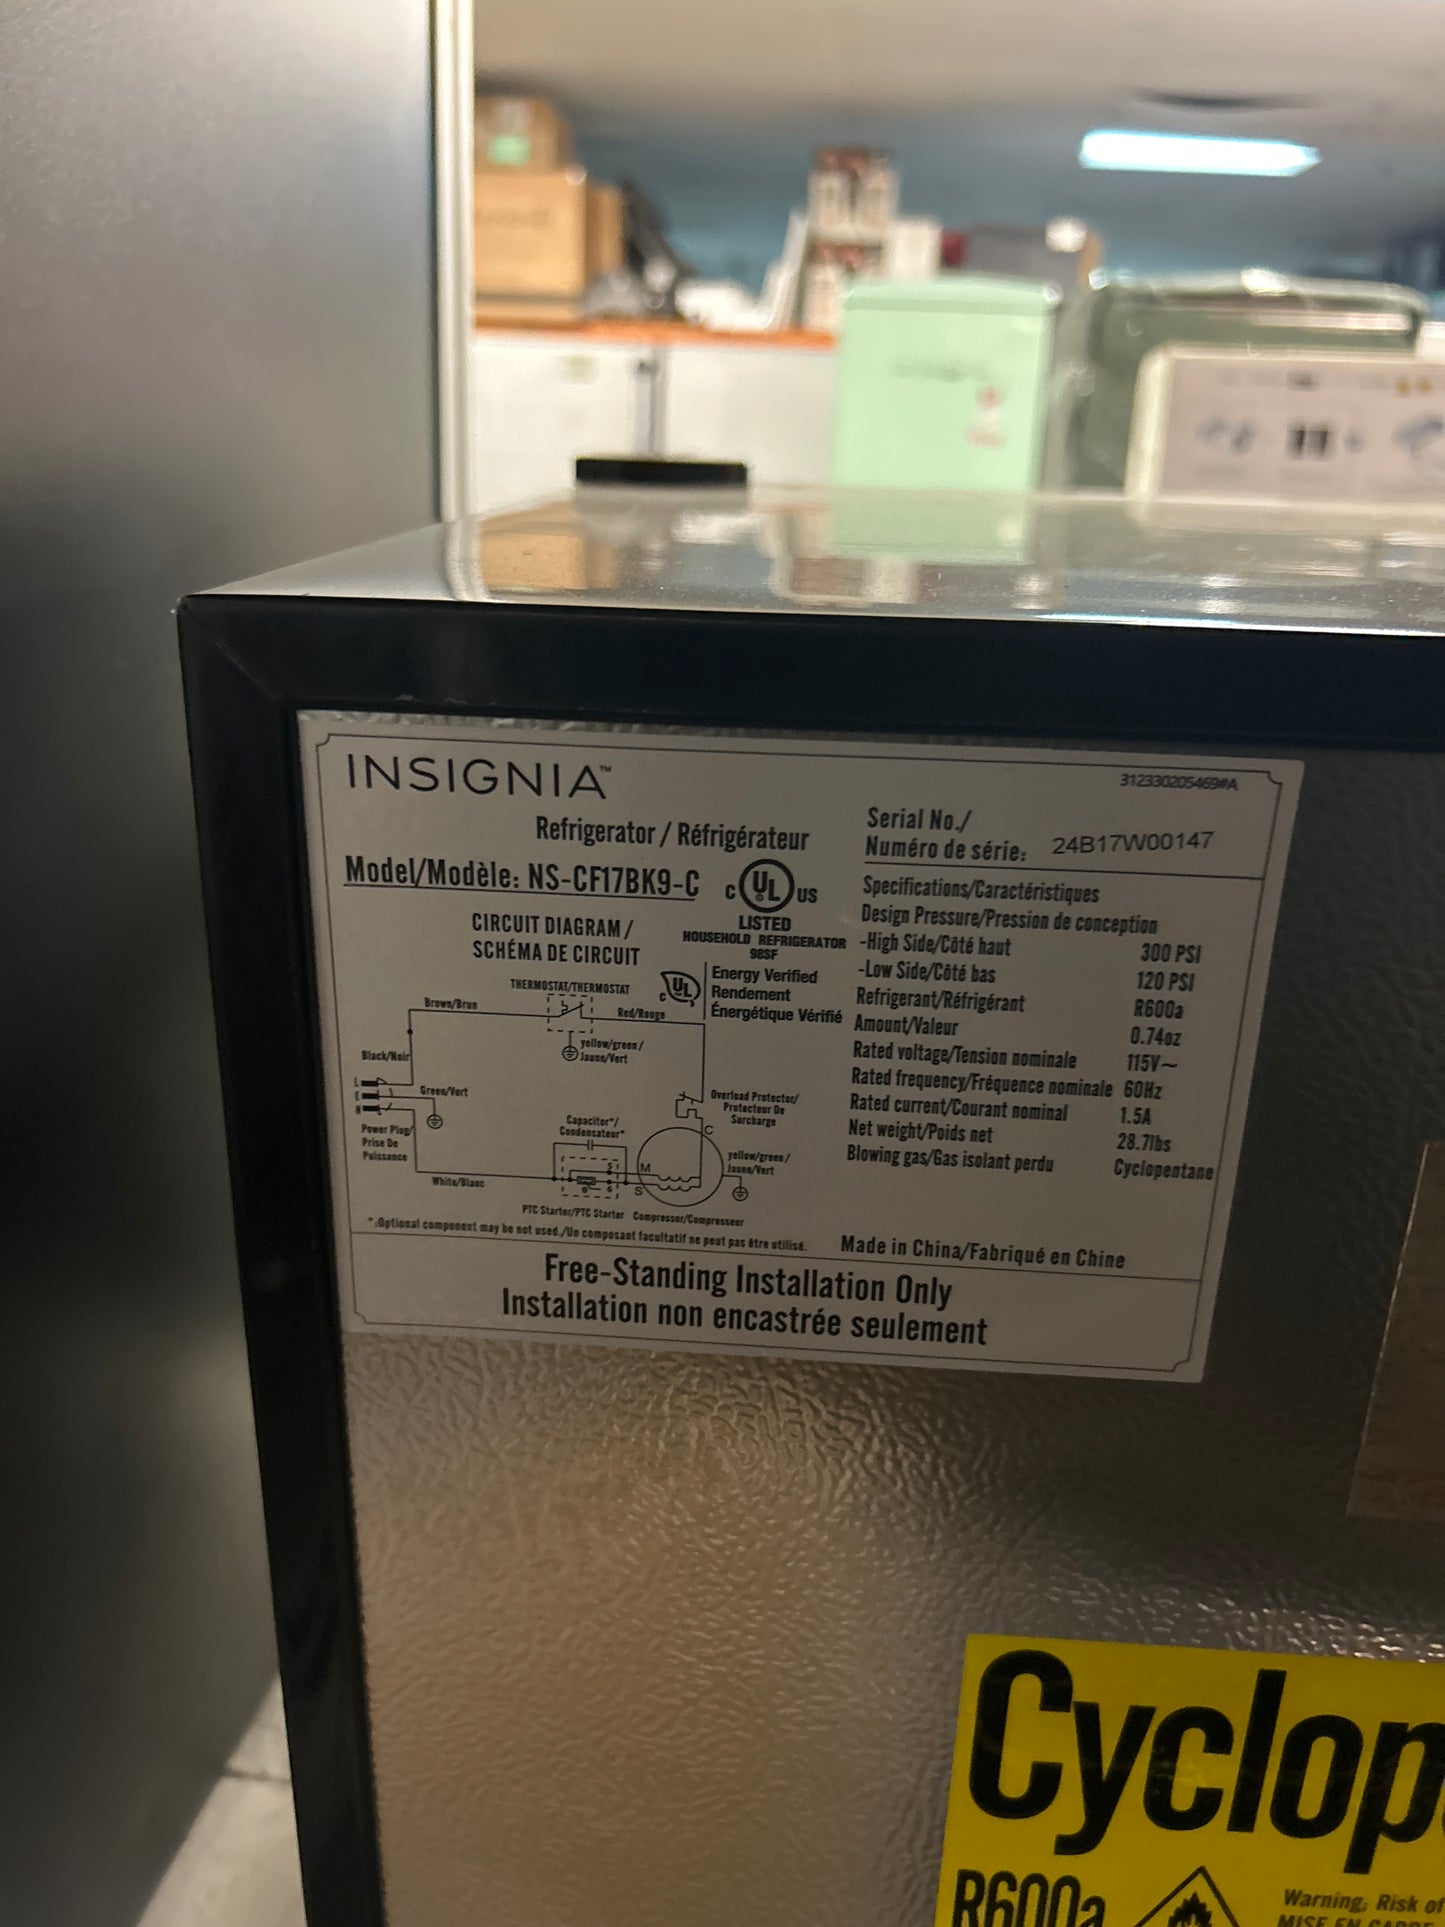 INSIGNIA™
312330205469#A
Refrigerator / Réfrigérateur
Model/Modèle: NS-CF17BK9-C
C UL US
LISTED
HOUSEHOLD REFRIGERATOR
98SF
C UL
Energy Verified
Rendement
Énergétique Vérifié
CIRCUIT DIAGRAM /
SCHÉMA DE CIRCUIT
THERMOSTAT/THERMOSTAT
Brown/Brun
Red/Rouge
yellow/green/
Jaune/Vert
Black/Noir
L
E
N
Green/Vert
Power Plug/
Prise De
Puissance
White/Blanc
Capacitor*/
Condensateur*
Overload Protector/
Protecteur De
Surcharge
C
M
S
yellow/green/
Jaune/Vert
PTC Starter/PTC Starter
Compressor/Compresseur
*:Optional component may be not used./Un composant facultatif ne peut pas être utilisé.
Serial No./
Numéro de série: 24B17W00147
Specifications/Caractéristiques
Design Pressure/Pression de conception
-High Side/Côté haut 300 PSI
-Low Side/Côté bas 120 PSI
Refrigerant/Réfrigérant R600a
Amount/Valeur 0.74oz
Rated voltage/Tension nominale 115V~
Rated frequency/Fréquence nominale 60Hz
Rated current/Courant nominal 1.5A
Net weight/Poids net 28.7lbs
Blowing gas/Gas isolant perdu Cyclopentane
Made in China/Fabriqué en Chine
Free-Standing Installation Only
Installation non encastrée seulement
Cyclop
R600a
Warning, Risk of
MISE EN GARDE